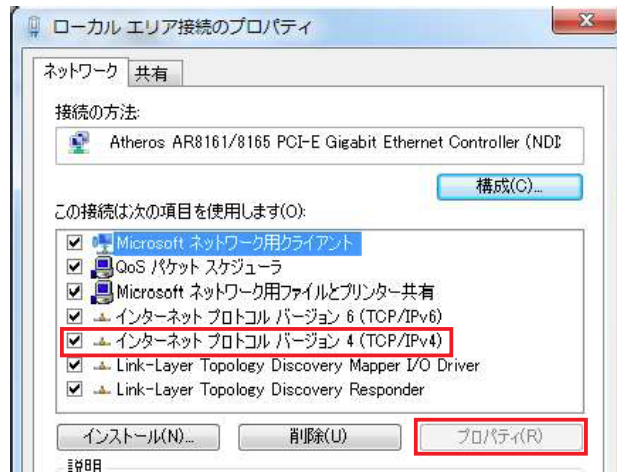 ローカル エリア接続のプロパティ
ネットワーク 共有
接続の方法:
Atheros AR8161/8165 PCI-E Gigabit Ethernet Controller (NDI
構成(C)...
この接続は次の項目を使用します(O):
Microsoft ネットワーク用クライアント
QoS パケット スケジューラ
Microsoft ネットワーク用ファイルとプリンター共有
インターネット プロトコル バージョン 6 (TCP/IPv6)
インターネット プロトコル バージョン 4 (TCP/IPv4)
Link-Layer Topology Discovery Mapper I/O Driver
Link-Layer Topology Discovery Responder
インストール(N)... 削除(U) プロパティ(R)
説明